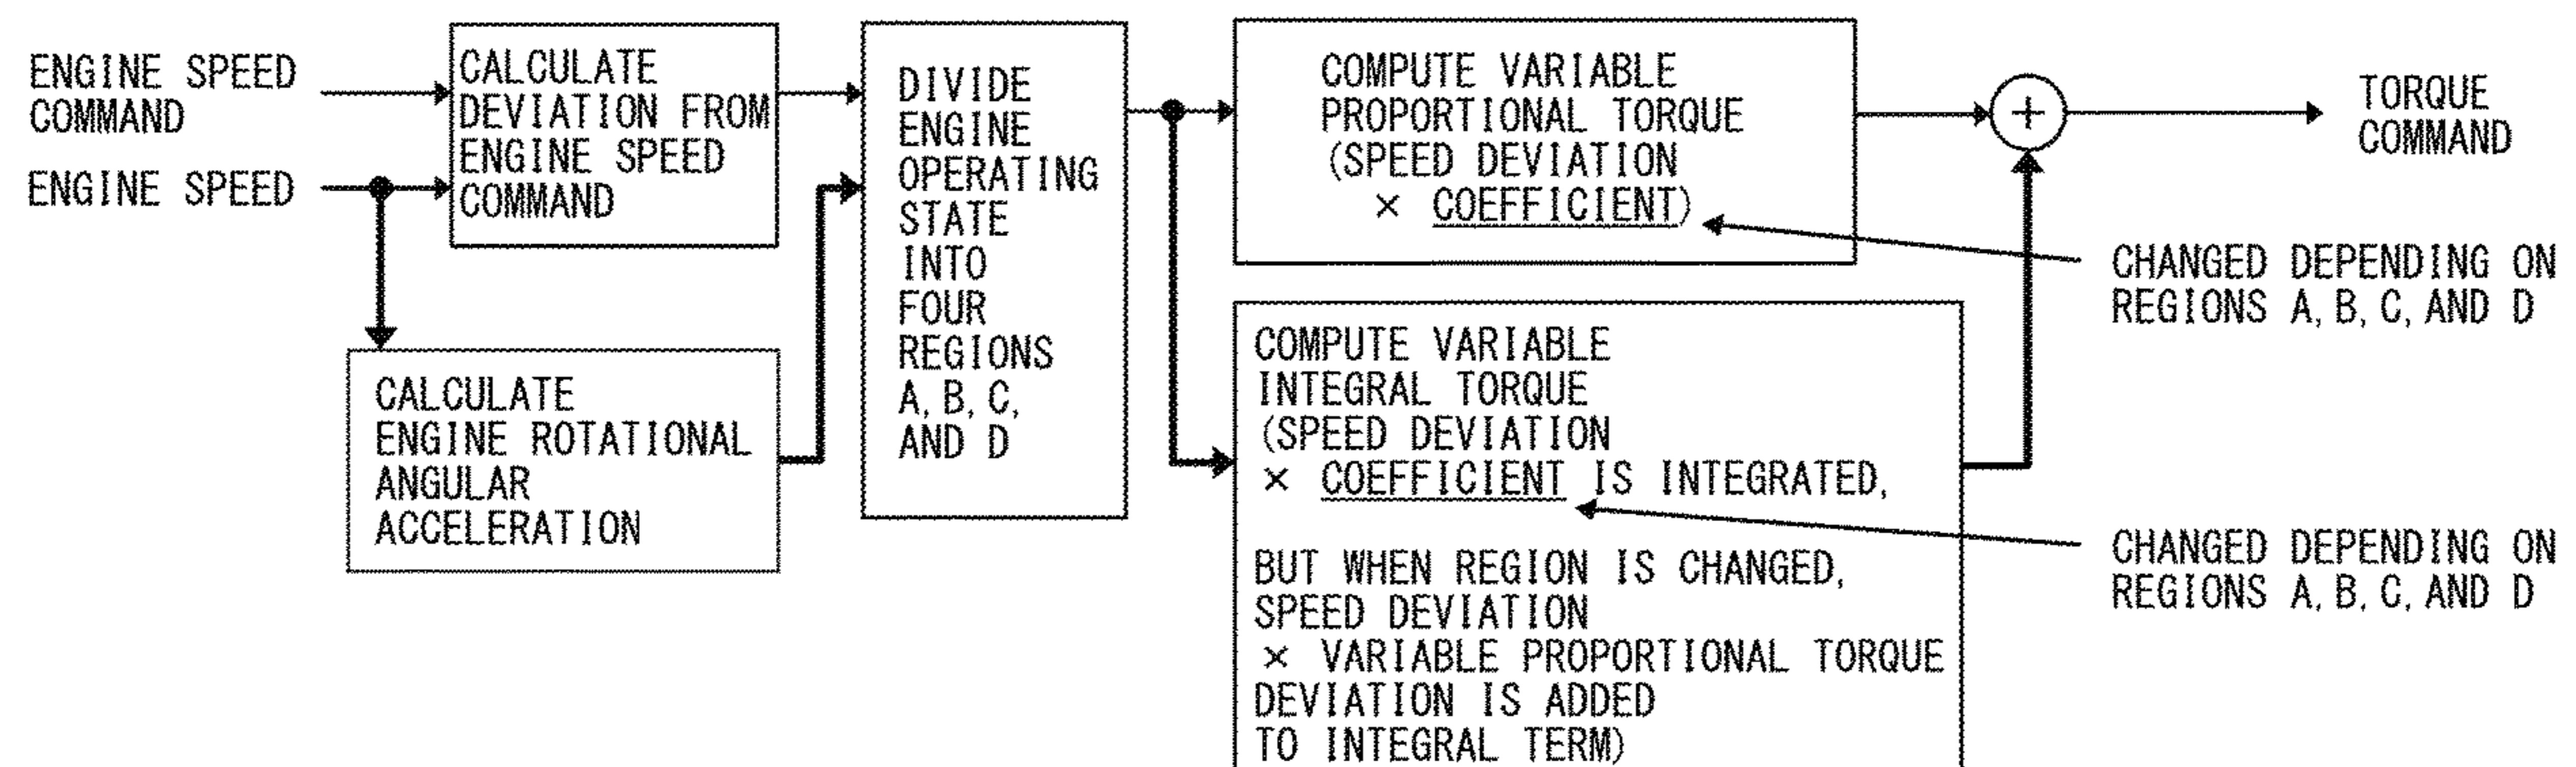 ENGINE SPEED
COMMAND
ENGINE SPEED
CALCULATE
DEVIATION FROM
ENGINE SPEED
COMMAND
CALCULATE
ENGINE ROTATIONAL
ANGULAR
ACCELERATION
DIVIDE
ENGINE
OPERATING
STATE
INTO
FOUR
REGIONS
A, B, C,
AND D
COMPUTE VARIABLE
PROPORTIONAL TORQUE
(SPEED DEVIATION
× COEFFICIENT)
COMPUTE VARIABLE
INTEGRAL TORQUE
(SPEED DEVIATION
× COEFFICIENT IS INTEGRATED,
BUT WHEN REGION IS CHANGED,
SPEED DEVIATION
× VARIABLE PROPORTIONAL TORQUE
DEVIATION IS ADDED
TO INTEGRAL TERM)
+
TORQUE
COMMAND
CHANGED DEPENDING ON
REGIONS A, B, C, AND D
CHANGED DEPENDING ON
REGIONS A, B, C, AND D